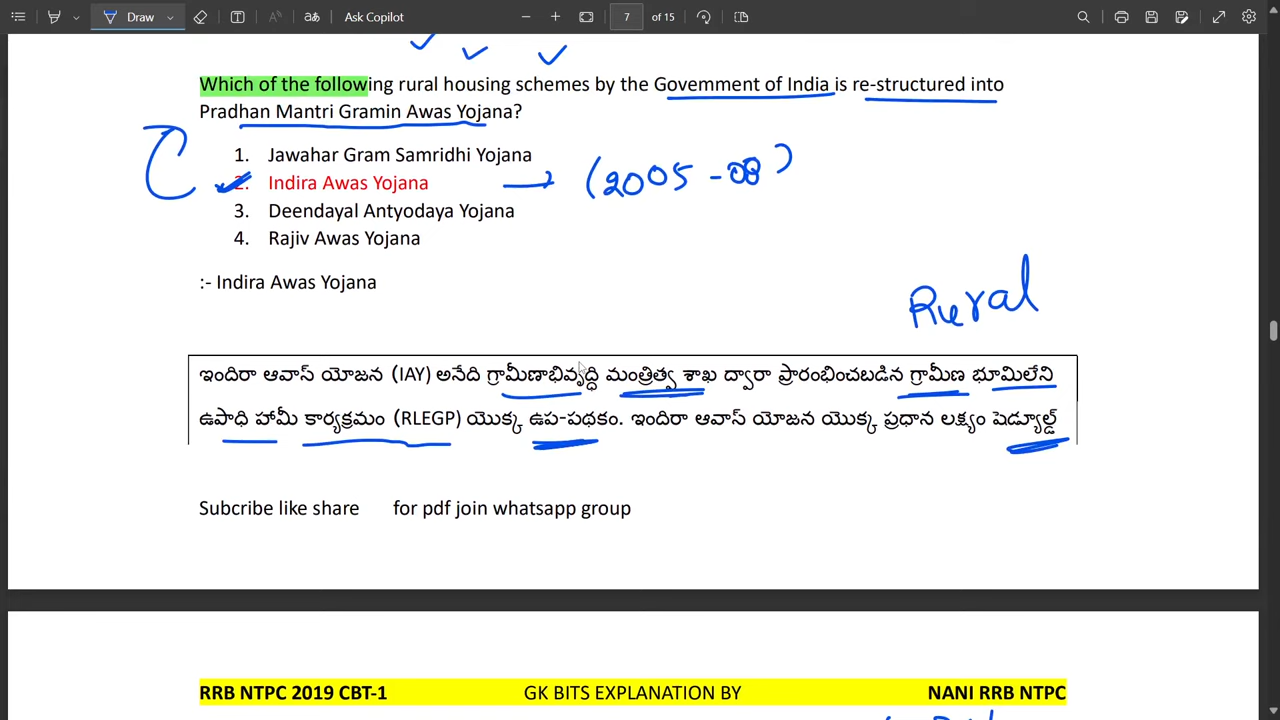 Draw
Ask Copilot
7 of 15
Which of the following rural housing schemes by the Govemment of India is re-structured into
Pradhan Mantri Gramin Awas Yojana?
1. Jawahar Gram Samridhi Yojana
2. Indira Awas Yojana (2005 - 08)
3. Deendayal Antyodaya Yojana
4. Rajiv Awas Yojana
:- Indira Awas Yojana
Rural
ఇందిరా ఆవాస్ యోజన (IAY) అనేది గ్రామీణాభివృద్ధి మంత్రిత్వ శాఖ ద్వారా ప్రారంభించబడిన గ్రామీణ భూమిలేని
ఉపాధి హామీ కార్యక్రమం (RLEGP) యొక్క ఉప-పథకం. ఇందిరా ఆవాస్ యోజన యొక్క ప్రధాన లక్ష్యం షెడ్యూల్డ్
Subcribe like share for pdf join whatsapp group
RRB NTPC 2019 CBT-1 GK BITS EXPLANATION BY NANI RRB NTPC